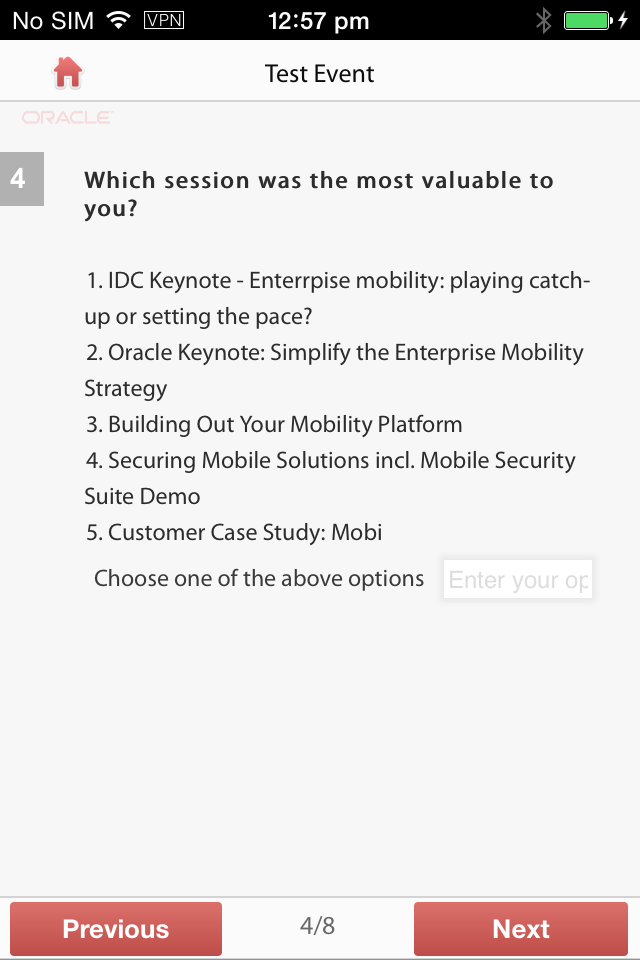 No SIM VPN 12:57 pm
Test Event
ORACLE
4
Which session was the most valuable to
you?
1. IDC Keynote - Enterrpise mobility: playing catch-
up or setting the pace?
2. Oracle Keynote: Simplify the Enterprise Mobility
Strategy
3. Building Out Your Mobility Platform
4. Securing Mobile Solutions incl. Mobile Security
Suite Demo
5. Customer Case Study: Mobi
Choose one of the above options Enter your op
Previous 4/8 Next